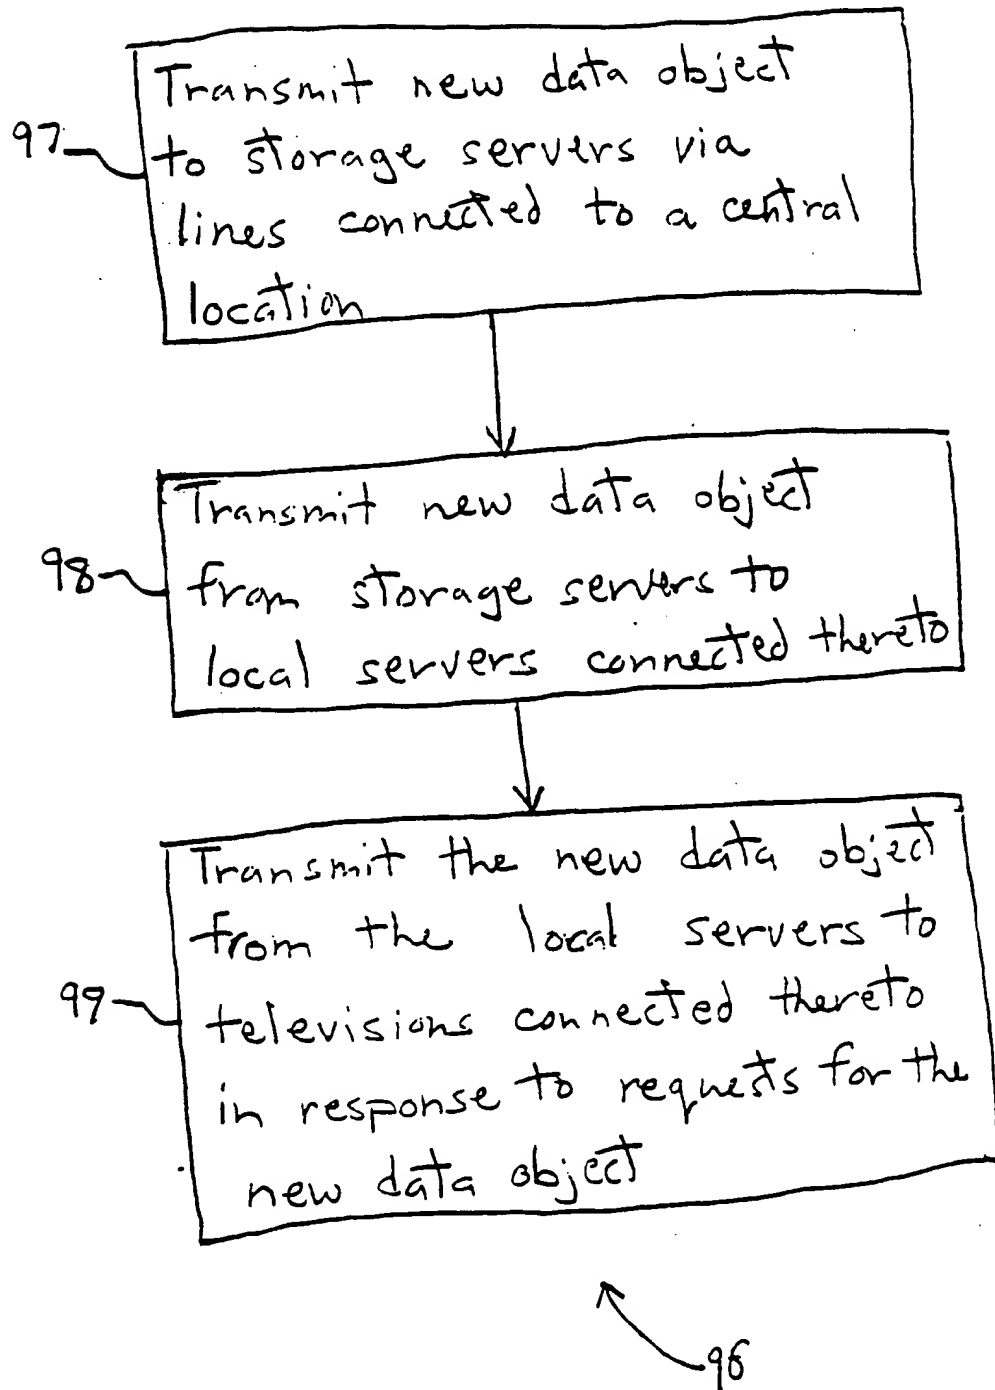 97
Transmit new data object
to storage servers via
lines connected to a central
location
98
Transmit new data object
from storage servers to
local servers connected thereto
99
Transmit the new data object
from the local servers to
televisions connected thereto
in response to requests for the
new data object
96